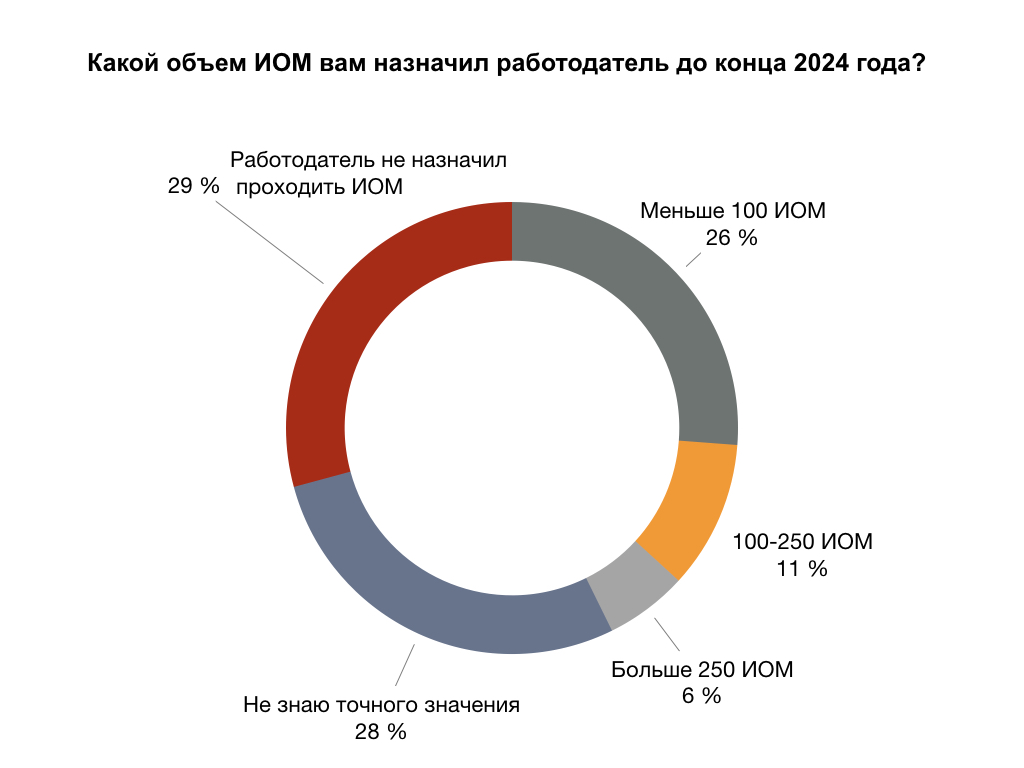 Какой объем ИОМ вам назначил работодатель до конца 2024 года?
Работодатель не назначил
29 % проходить ИОМ
Меньше 100 ИОМ
26 %
100-250 ИОМ
11 %
Больше 250 ИОМ
6 %
Не знаю точного значения
28 %